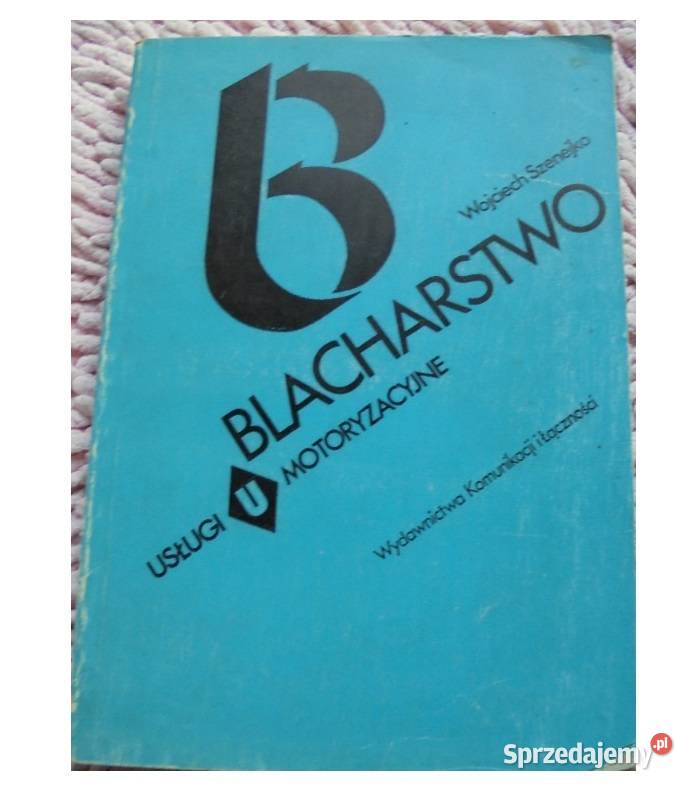 B
Wojciech Szenejko
BLACHARSTWO
USŁUGI U MOTORYZACYJNE
Wydawnictwa Komunikacji i Łączności
Sprzedajemy.pl